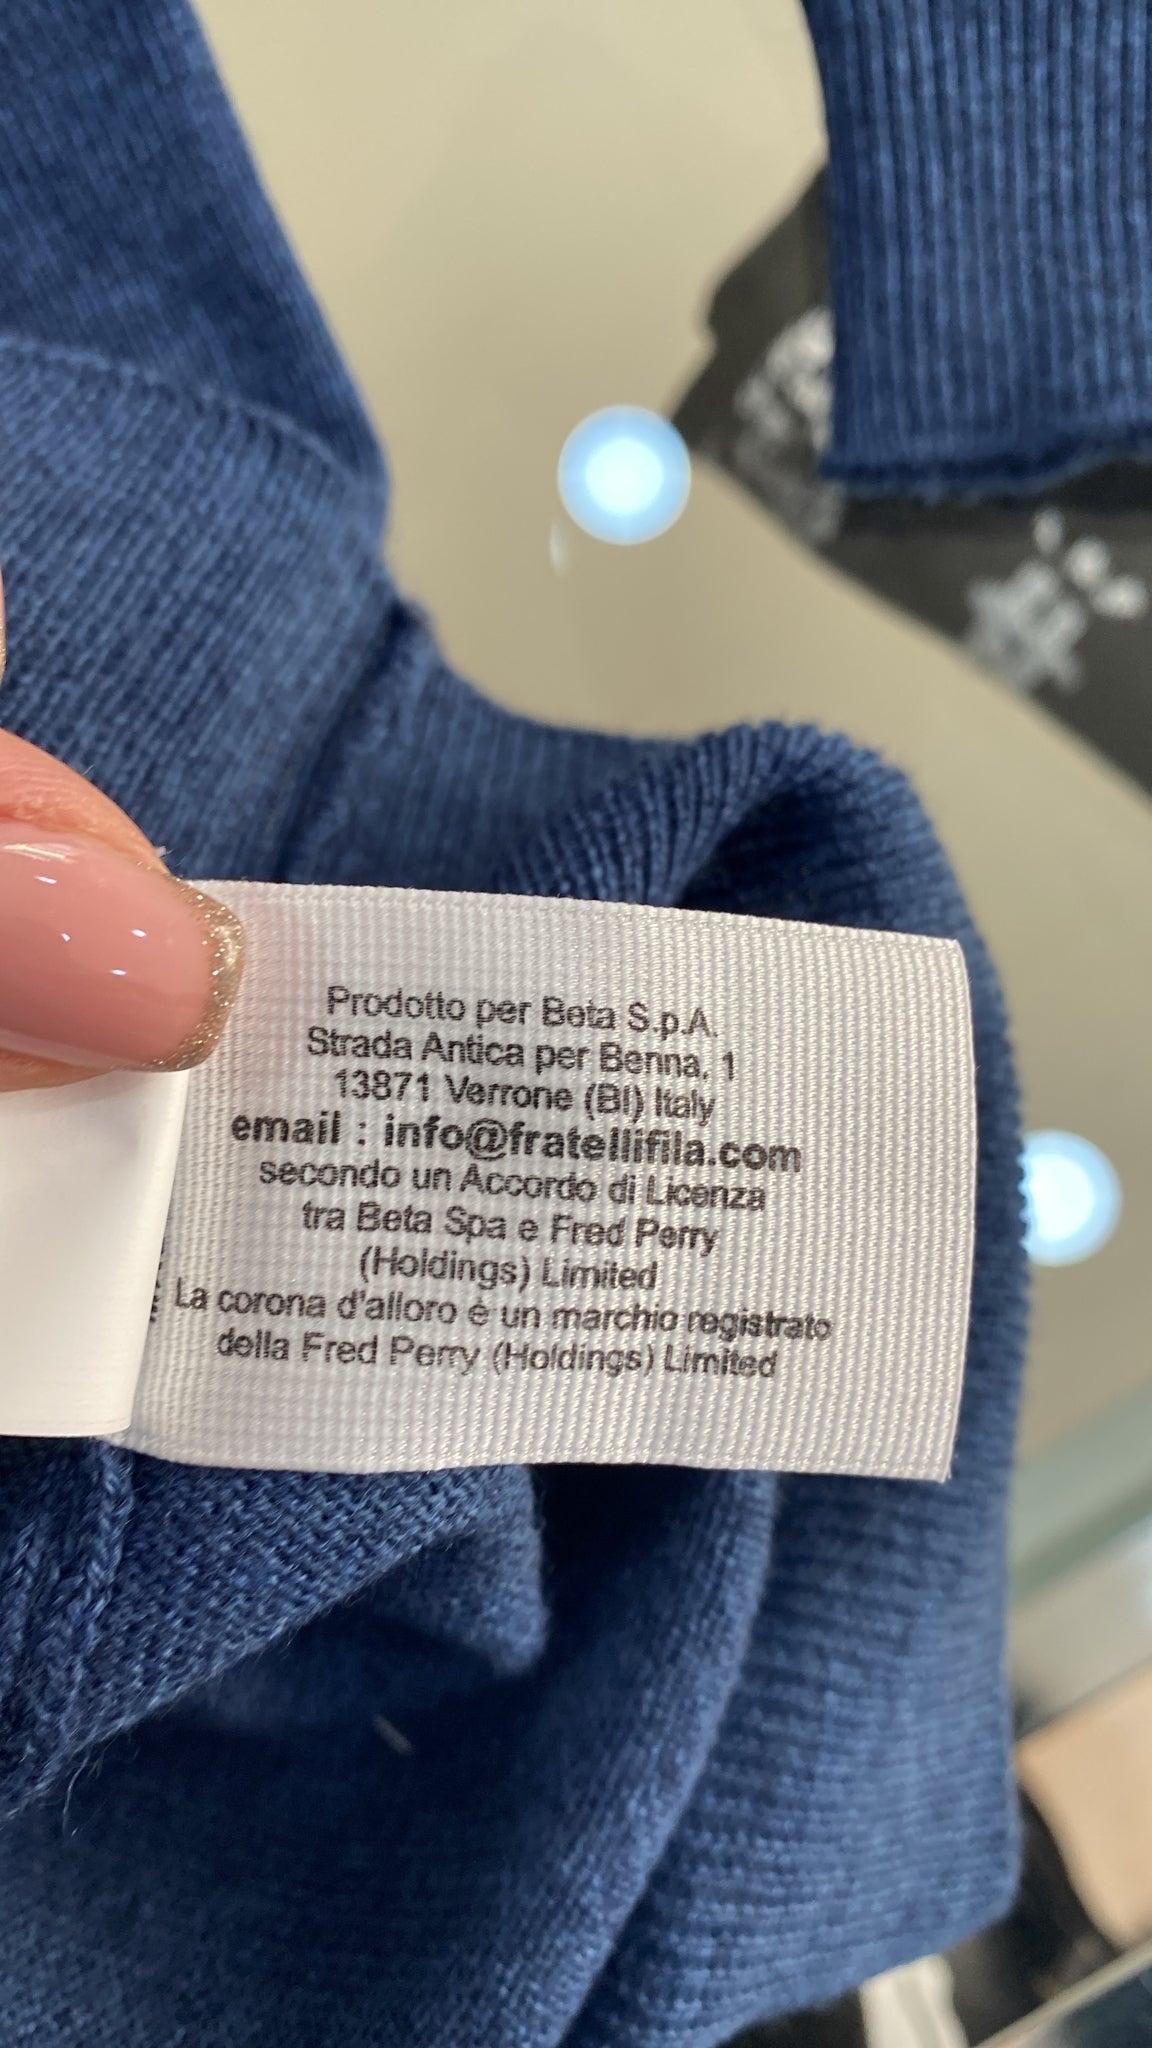 Prodotto per Beta S.p.A.
Strada Antica per Benna, 1
13871 Verrone (BI) Italy
email : info@fratellifila.com
secondo un Accordo di Licenza
tra Beta Spa e Fred Perry
(Holdings) Limited
La corona d'alloro è un marchio registrato
della Fred Perry (Holdings) Limited